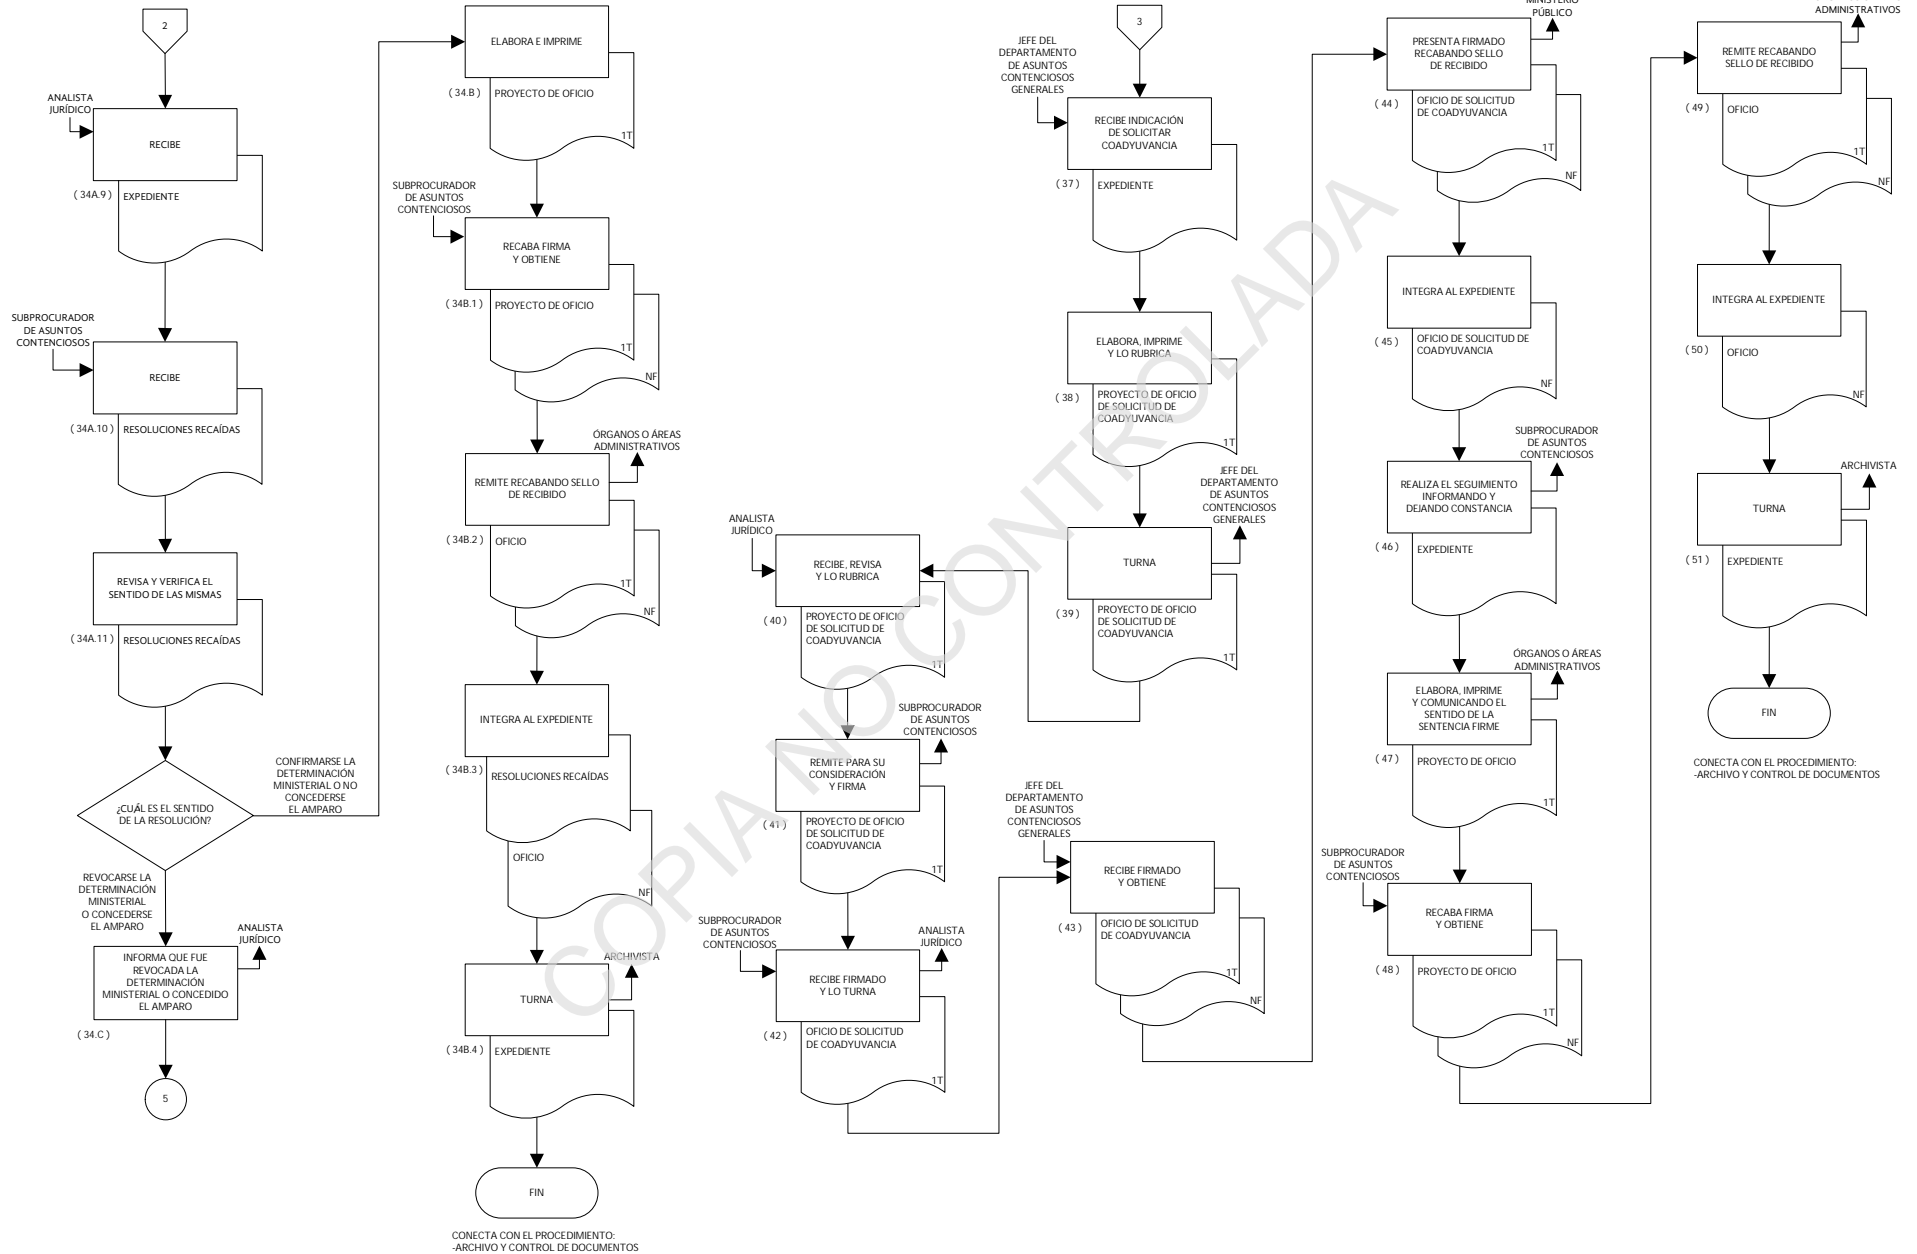 2
ANALISTA
JURÍDICO
RECIBE
( 34A.9 )
EXPEDIENTE
SUBPROCURADOR
DE ASUNTOS
CONTENCIOSOS
RECIBE
( 34A.10 )
RESOLUCIONES RECAÍDAS
REVISA Y VERIFICA EL
SENTIDO DE LAS MISMAS
( 34A.11 )
RESOLUCIONES RECAÍDAS
¿CUÁL ES EL SENTIDO
DE LA RESOLUCIÓN?
CONFIRMARSE LA
DETERMINACIÓN
MINISTERIAL O NO
CONCEDERSE
EL AMPARO
REVOCARSE LA
DETERMINACIÓN
MINISTERIAL
O CONCEDERSE
EL AMPARO
ANALISTA
JURÍDICO
INFORMA QUE FUE
REVOCADA LA
DETERMINACIÓN
MINISTERIAL O CONCEDIDO
EL AMPARO
( 34.C )
5
ELABORA E IMPRIME
( 34.B )
PROYECTO DE OFICIO
1T
SUBPROCURADOR
DE ASUNTOS
CONTENCIOSOS
RECABA FIRMA
Y OBTIENE
( 34B.1 )
PROYECTO DE OFICIO
1T
NF
ÓRGANOS O ÁREAS
ADMINISTRATIVOS
REMITE RECABANDO SELLO
DE RECIBIDO
( 34B.2 )
OFICIO
1T
NF
INTEGRA AL EXPEDIENTE
( 34B.3 )
RESOLUCIONES RECAÍDAS
OFICIO
NF
ARCHIVISTA
TURNA
( 34B.4 )
EXPEDIENTE
FIN
CONECTA CON EL PROCEDIMIENTO:
-ARCHIVO Y CONTROL DE DOCUMENTOS
3
JEFE DEL
DEPARTAMENTO
DE ASUNTOS
CONTENCIOSOS
GENERALES
RECIBE INDICACIÓN
DE SOLICITAR
COADYUVANCIA
( 37 )
EXPEDIENTE
ELABORA, IMPRIME
Y LO RUBRICA
( 38 )
PROYECTO DE OFICIO
DE SOLICITUD DE
COADYUVANCIA
1T
JEFE DEL
DEPARTAMENTO
DE ASUNTOS
CONTENCIOSOS
GENERALES
TURNA
( 39 )
PROYECTO DE OFICIO
DE SOLICITUD DE
COADYUVANCIA
1T
ANALISTA
JURÍDICO
RECIBE, REVISA
Y LO RUBRICA
( 40 )
PROYECTO DE OFICIO
DE SOLICITUD DE
COADYUVANCIA
1T
SUBPROCURADOR
DE ASUNTOS
CONTENCIOSOS
REMITE PARA SU
CONSIDERACIÓN
Y FIRMA
( 41 )
PROYECTO DE OFICIO
DE SOLICITUD DE
COADYUVANCIA
1T
SUBPROCURADOR
DE ASUNTOS
CONTENCIOSOS
ANALISTA
JURÍDICO
RECIBE FIRMADO
Y LO TURNA
( 42 )
OFICIO DE SOLICITUD
DE COADYUVANCIA
1T
JEFE DEL
DEPARTAMENTO
DE ASUNTOS
CONTENCIOSOS
GENERALES
RECIBE FIRMADO
Y OBTIENE
( 43 )
OFICIO DE SOLICITUD
DE COADYUVANCIA
1T
NF
MINISTERIO
PÚBLICO
PRESENTA FIRMADO
RECABANDO SELLO
DE RECIBIDO
( 44 )
OFICIO DE SOLICITUD
DE COADYUVANCIA
1T
NF
INTEGRA AL EXPEDIENTE
( 45 )
OFICIO DE SOLICITUD DE
COADYUVANCIA
NF
SUBPROCURADOR
DE ASUNTOS
CONTENCIOSOS
REALIZA EL SEGUIMIENTO
INFORMANDO Y
DEJANDO CONSTANCIA
( 46 )
EXPEDIENTE
ÓRGANOS O ÁREAS
ADMINISTRATIVOS
ELABORA, IMPRIME
Y COMUNICANDO EL
SENTIDO DE LA
SENTENCIA FIRME
( 47 )
PROYECTO DE OFICIO
1T
SUBPROCURADOR
DE ASUNTOS
CONTENCIOSOS
RECABA FIRMA
Y OBTIENE
( 48 )
PROYECTO DE OFICIO
1T
NF
ADMINISTRATIVOS
REMITE RECABANDO
SELLO DE RECIBIDO
( 49 )
OFICIO
1T
NF
INTEGRA AL EXPEDIENTE
( 50 )
OFICIO
NF
ARCHIVISTA
TURNA
( 51 )
EXPEDIENTE
FIN
CONECTA CON EL PROCEDIMIENTO:
-ARCHIVO Y CONTROL DE DOCUMENTOS
COPIA NO CONTROLADA